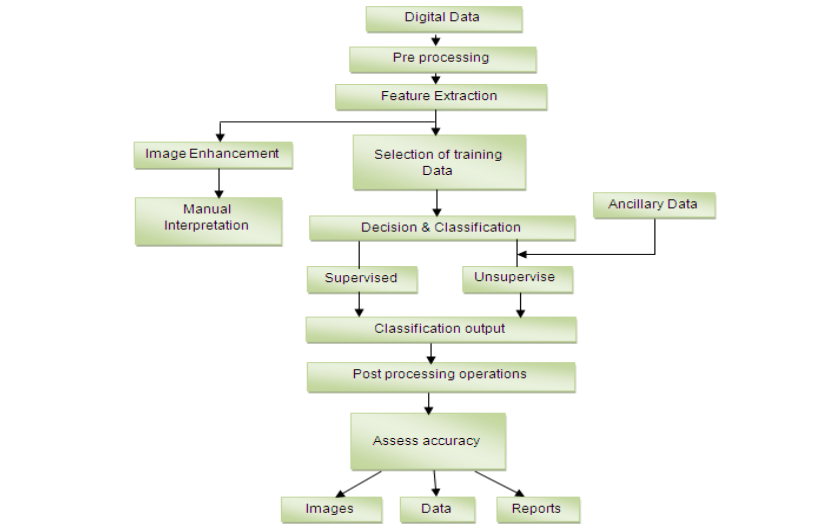 Digital Data
Pre processing
Feature Extraction
Image Enhancement
Selection of training
Data
Manual
Interpretation
Ancillary Data
Decision & Classification
Supervised
Unsupervise
Classification output
Post processing operations
Assess accuracy
Images
Data
Reports